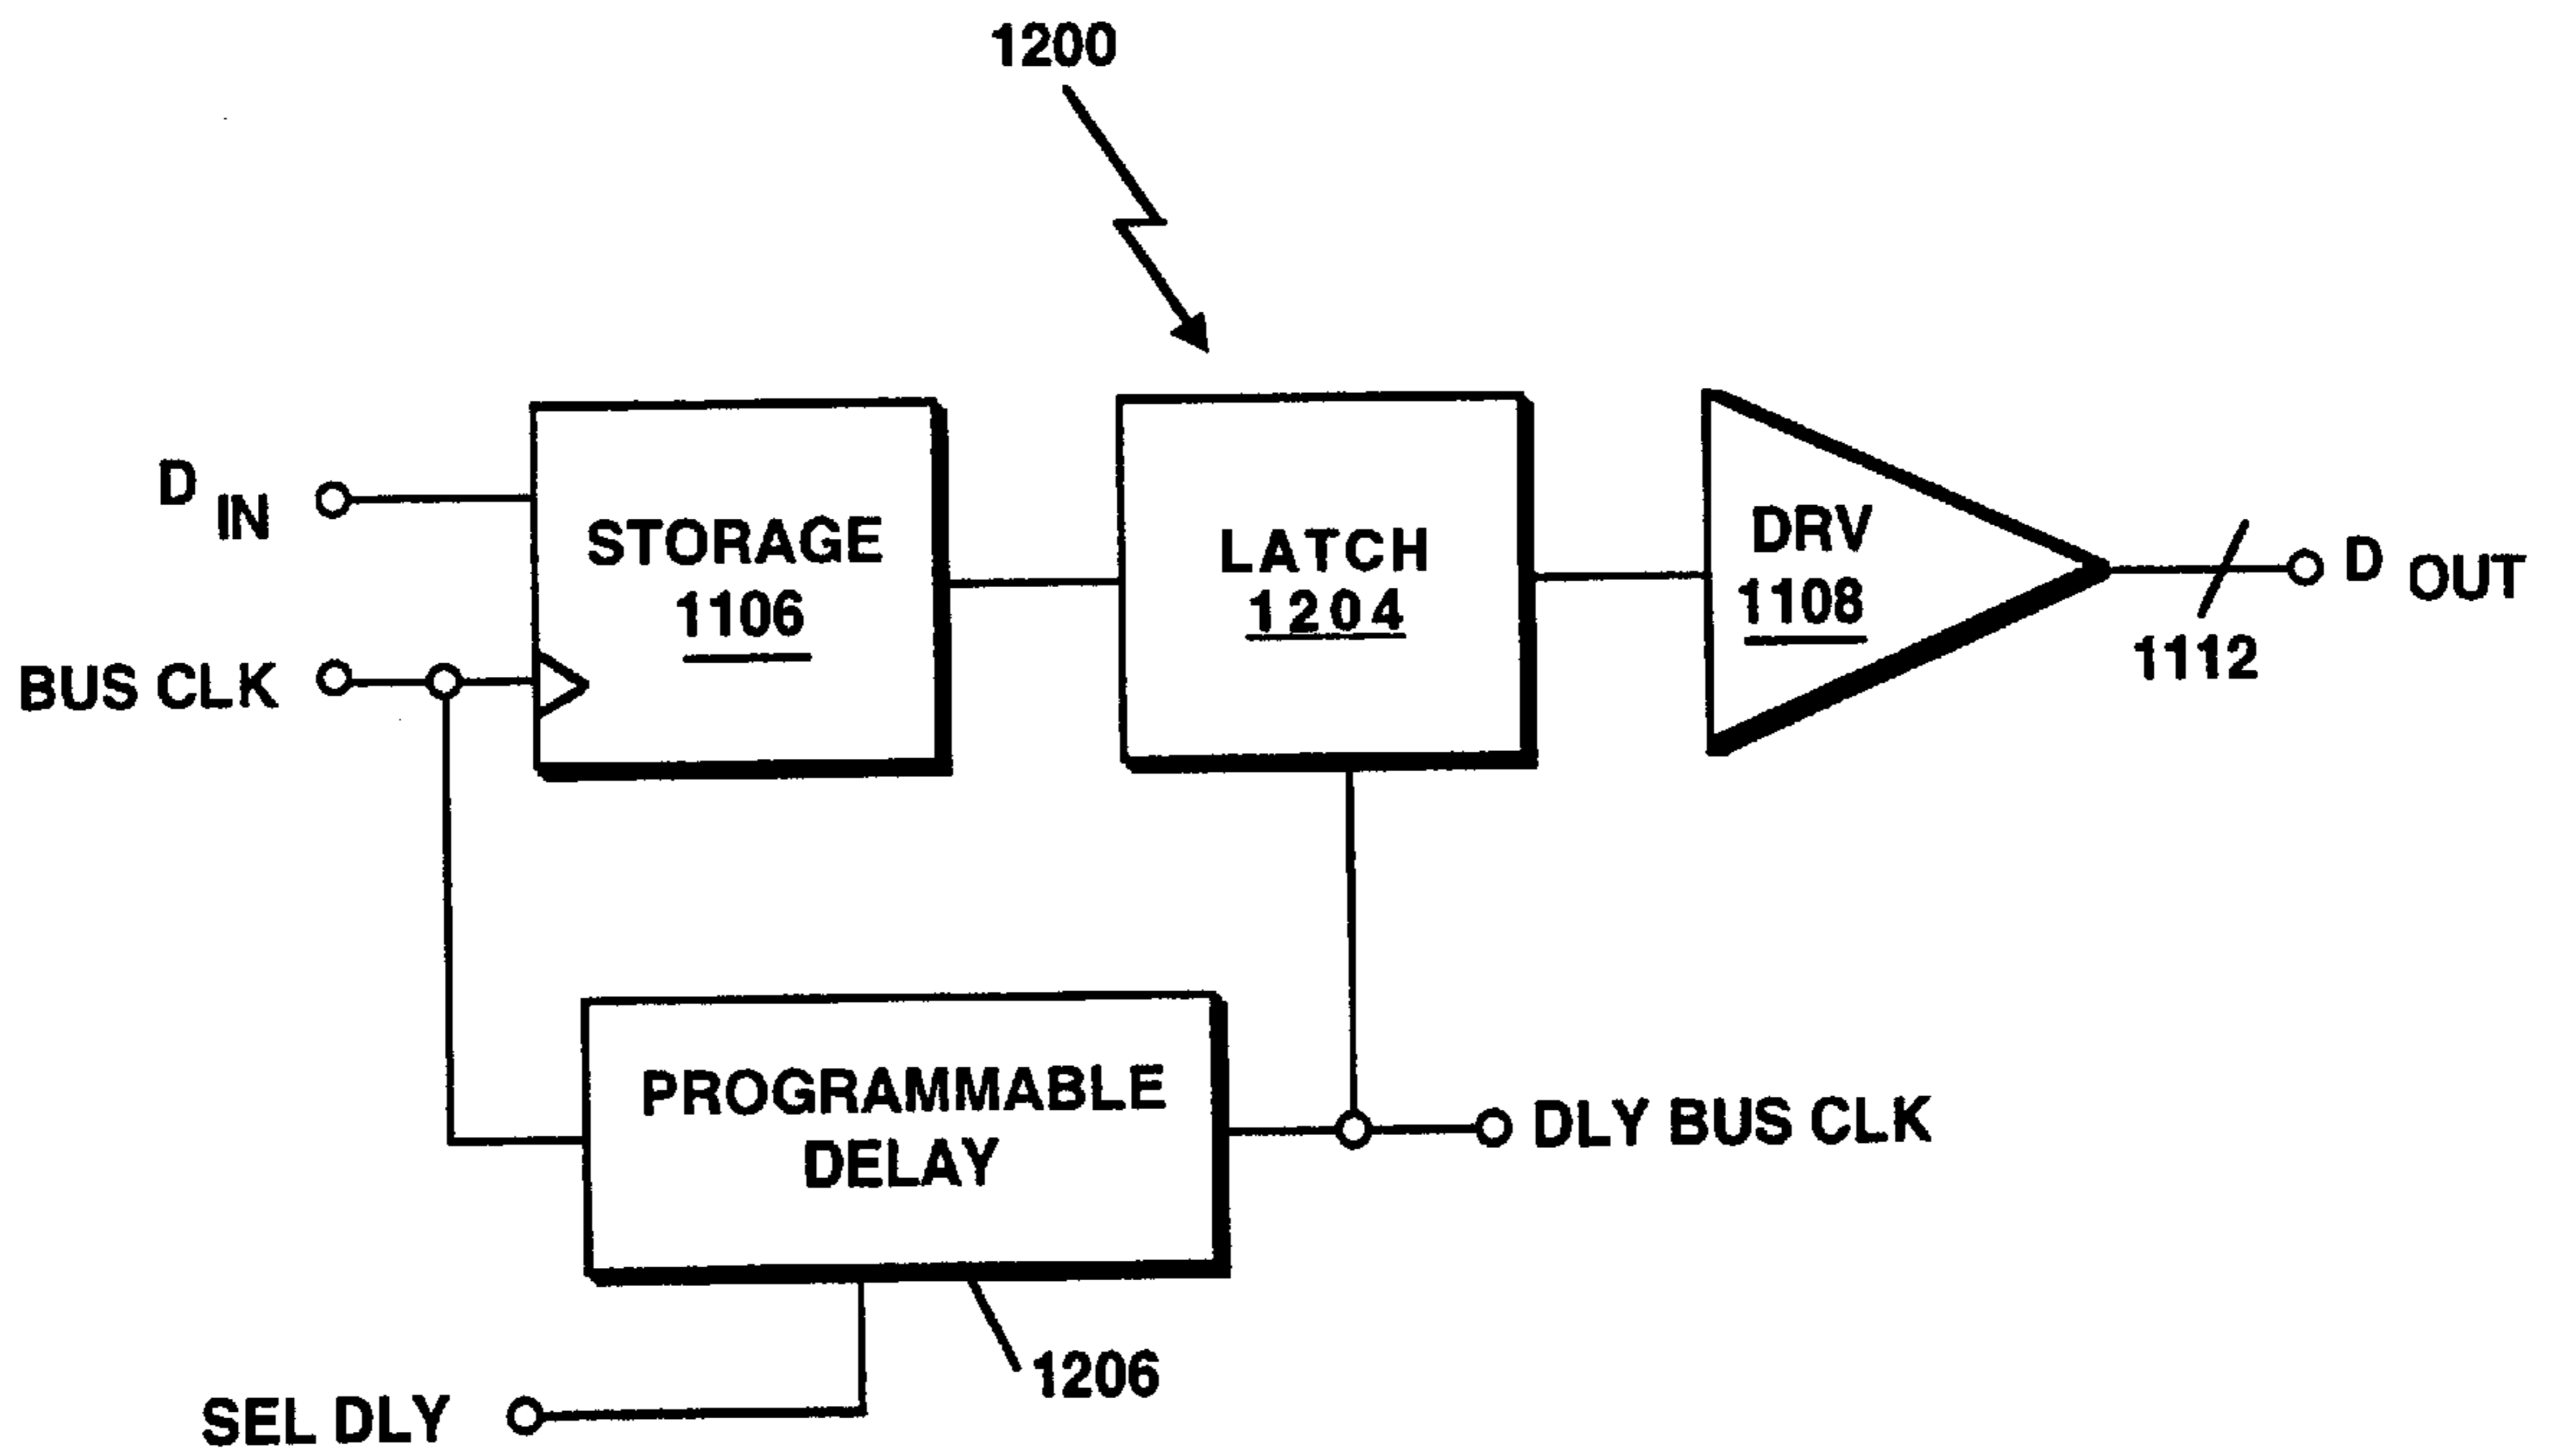 1200
D IN
BUS CLK
STORAGE
1106
LATCH
1204
DRV
1108
D OUT
1112
PROGRAMMABLE
DELAY
DLY BUS CLK
1206
SEL DLY